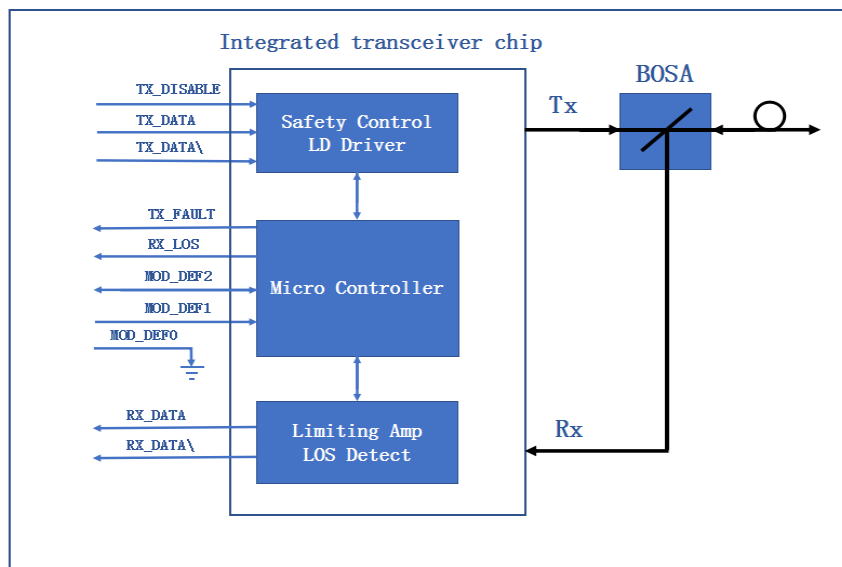 Integrated transceiver chip
BOSA
TX_DISABLE
TX_DATA
TX_DATA\
Safety Control
LD Driver
Tx
TX_FAULT
RX_LOS
MOD_DEF2
MOD_DEF1
MOD_DEF0
Micro Controller
RX_DATA
RX_DATA\
Limiting Amp
LOS Detect
Rx